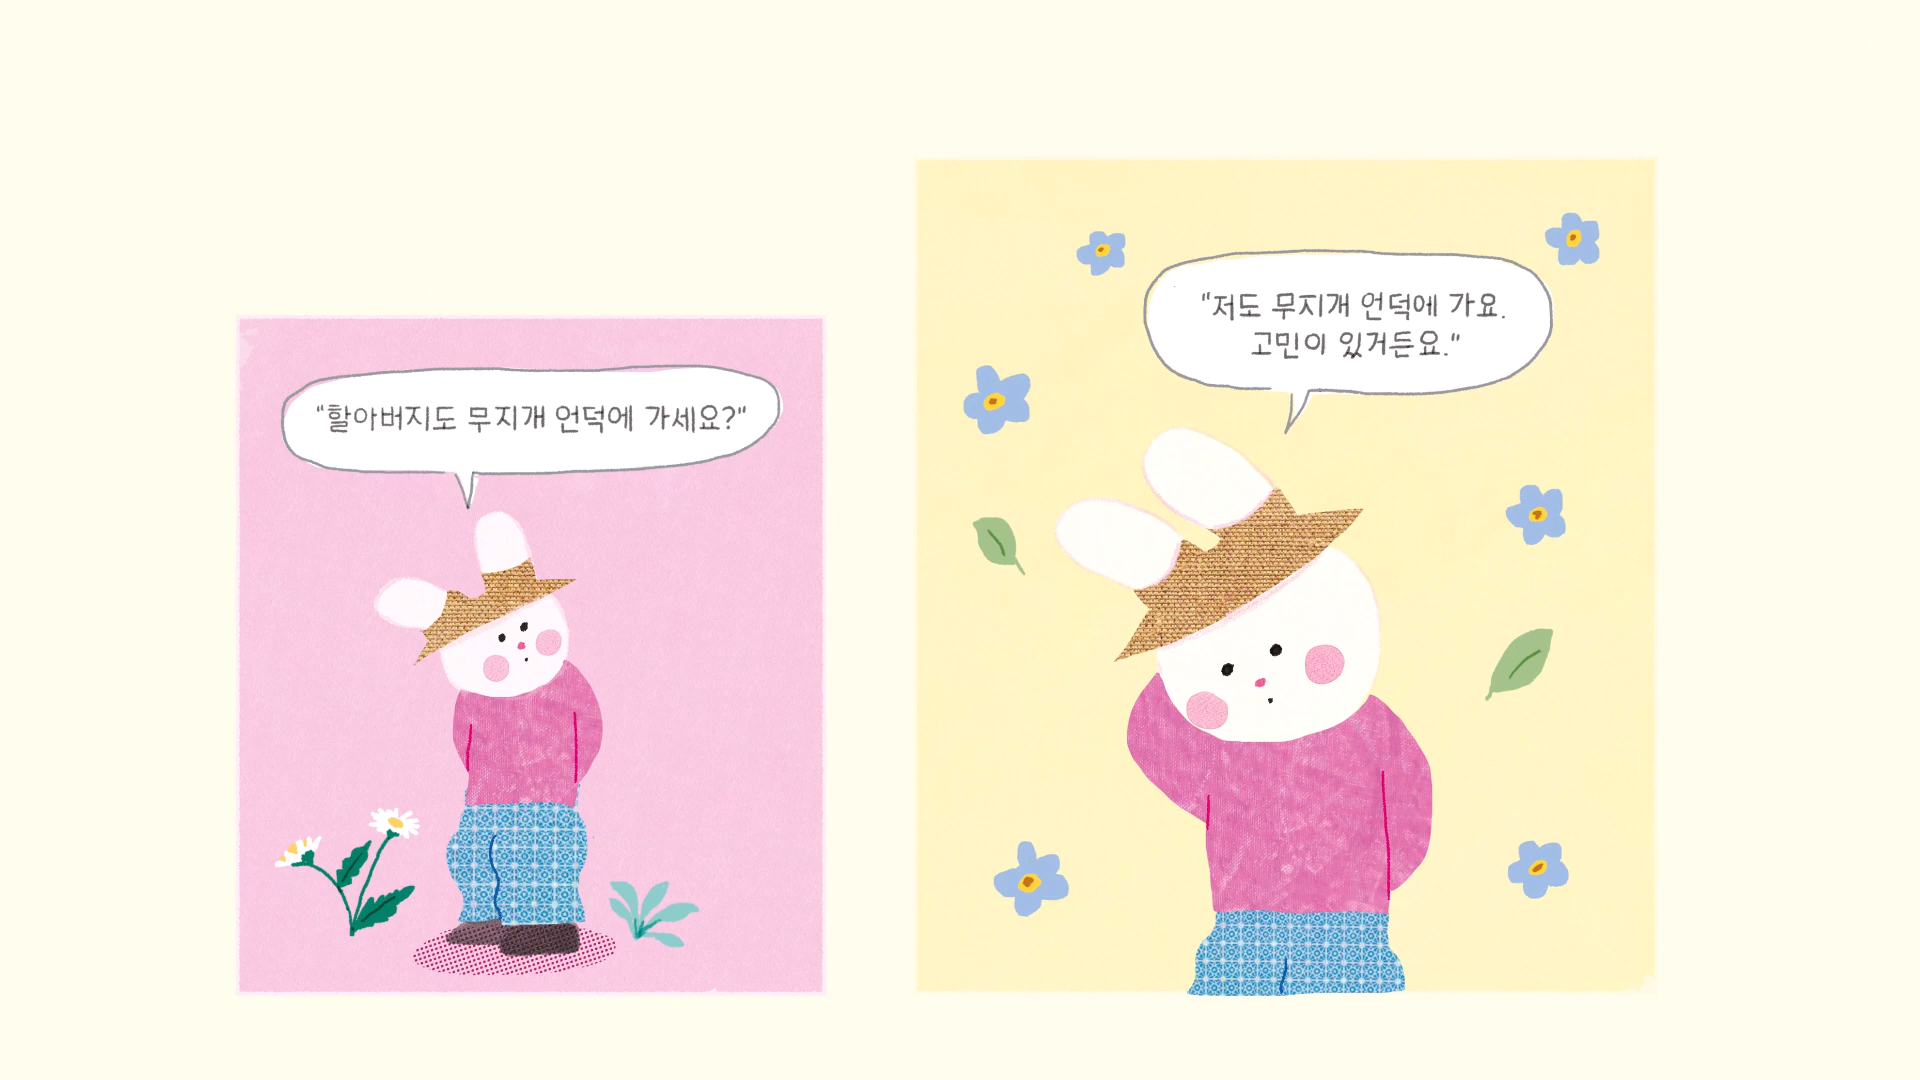 "할아버지도 무지개 언덕에 가세요?"
"저도 무지개 언덕에 가요.
고민이 있거든요."